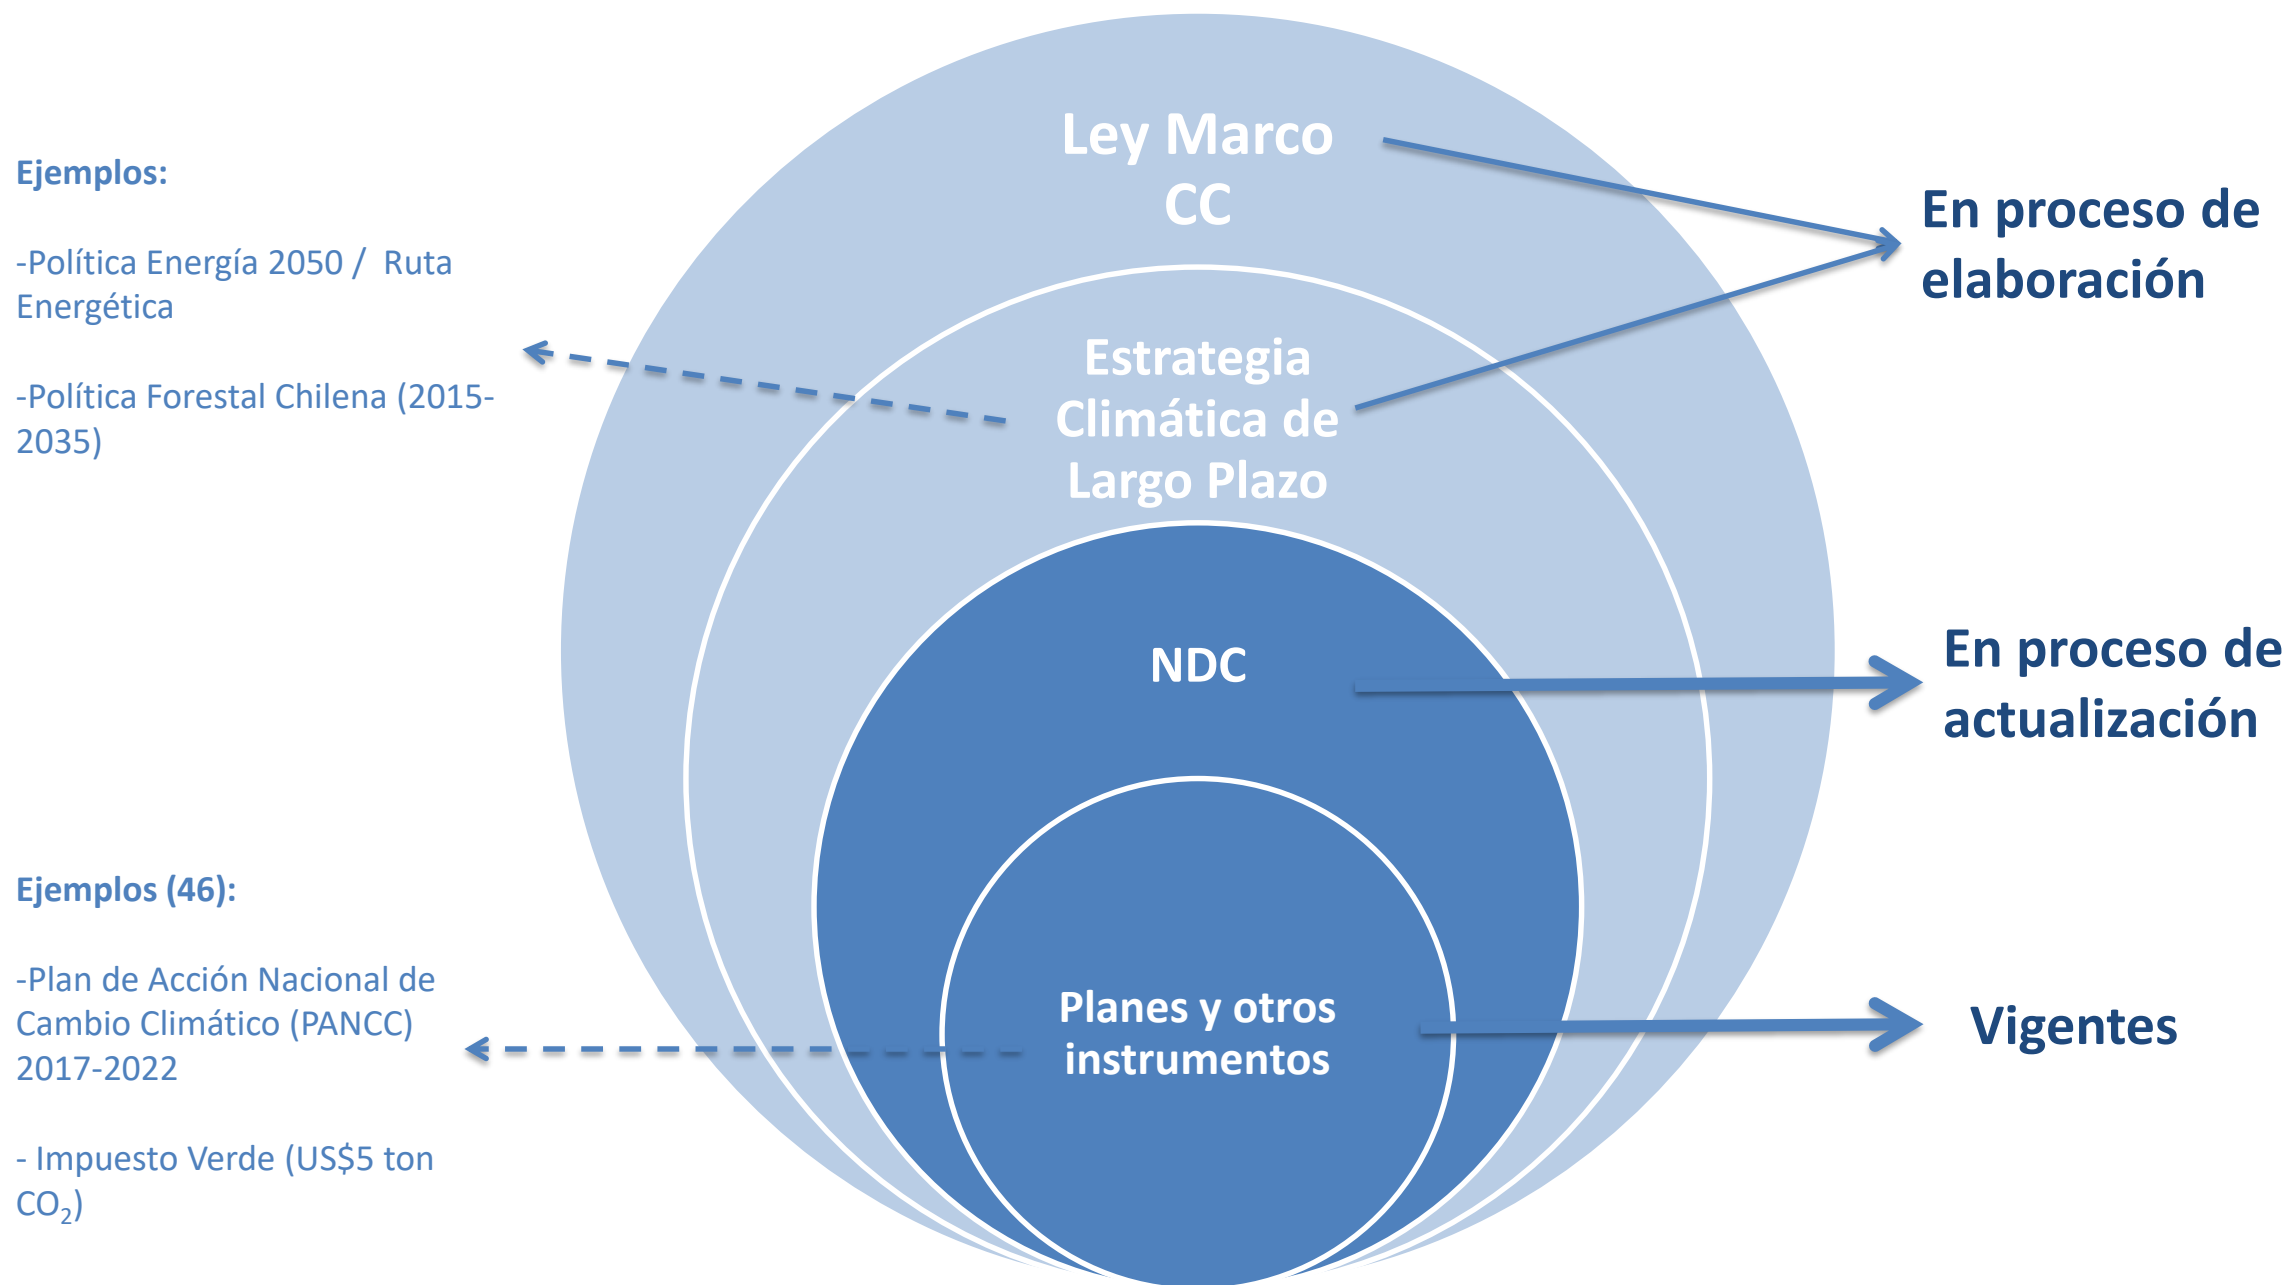 Ley Marco
CC
Estrategia
Climática de
Largo Plazo
NDC
Planes y otros
instrumentos
Ejemplos:
-Política Energía 2050 /  Ruta
Energética
-Política Forestal Chilena (2015-
2035)
Ejemplos (46):
-Plan de Acción Nacional de
Cambio Climático (PANCC)
2017-2022
- Impuesto Verde (US$5 ton
CO₂)
En proceso de
elaboración
En proceso de
actualización
Vigentes